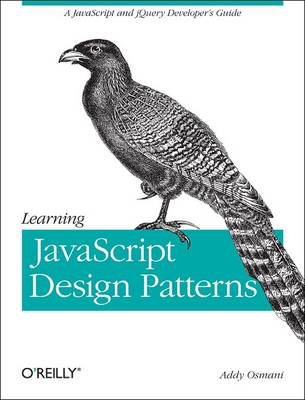 A JavaScript and jQuery Developer's Guide
Learning
JavaScript
Design Patterns
O'REILLY®
Addy Osmani